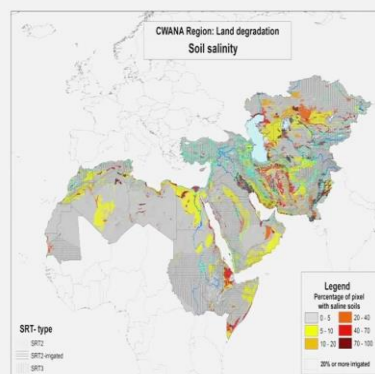 CWANA Region: Land degradation
Soil salinity
SRT- type
SRT2
SRT2-irrigated
SRT3
Legend
Percentage of pixel
with saline soils
0 - 5
20 - 40
5 - 10
40 - 70
10 - 20
70 - 100
20% or more irrigated